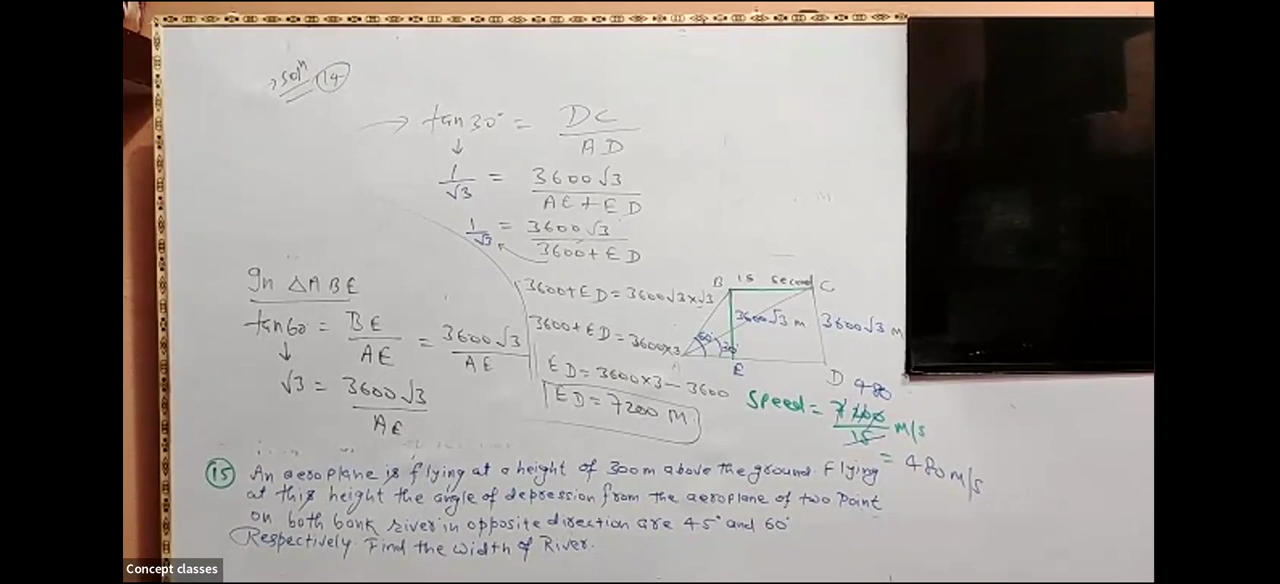 → Solⁿ (14)
→ tan30° = DC / AD
↓
1/√3 = 3600√3 / AE + ED
1/√3 = 3600√3 / 3600 + ED
3600+ED = 3600√3×√3
3600+ED = 3600×3
ED = 3600×3 – 3600
ED = 7200 M
In △ABE
tan60 = BE / AE = 3600√3 / AE
↓
√3 = 3600√3 / AE
B 15 second C
3600√3 m 3600√3 M
60° 30
E D
480
Speed = 7200 / 15 M/s
= 480 m/s
(15) An aeroplane is flying at a height of 300m above the ground. Flying
at this height the angle of depression from the aeroplane of two point
on both bank river in opposite direction are 45° and 60°
Respectively. Find the width of River.
Concept classes